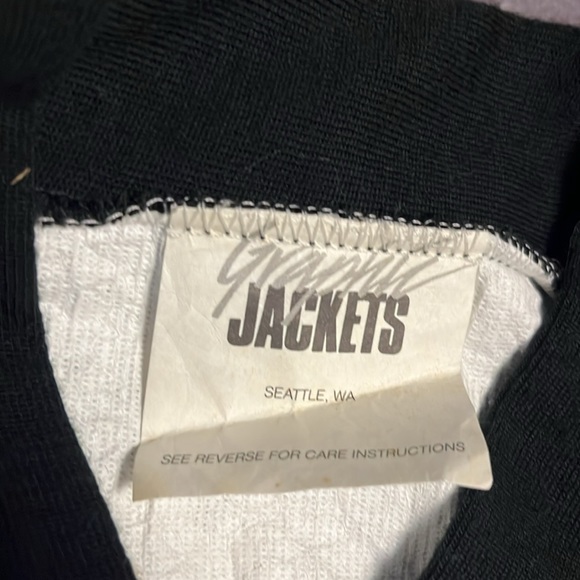 Graphic
JACKETS
SEATTLE, WA
SEE REVERSE FOR CARE INSTRUCTIONS